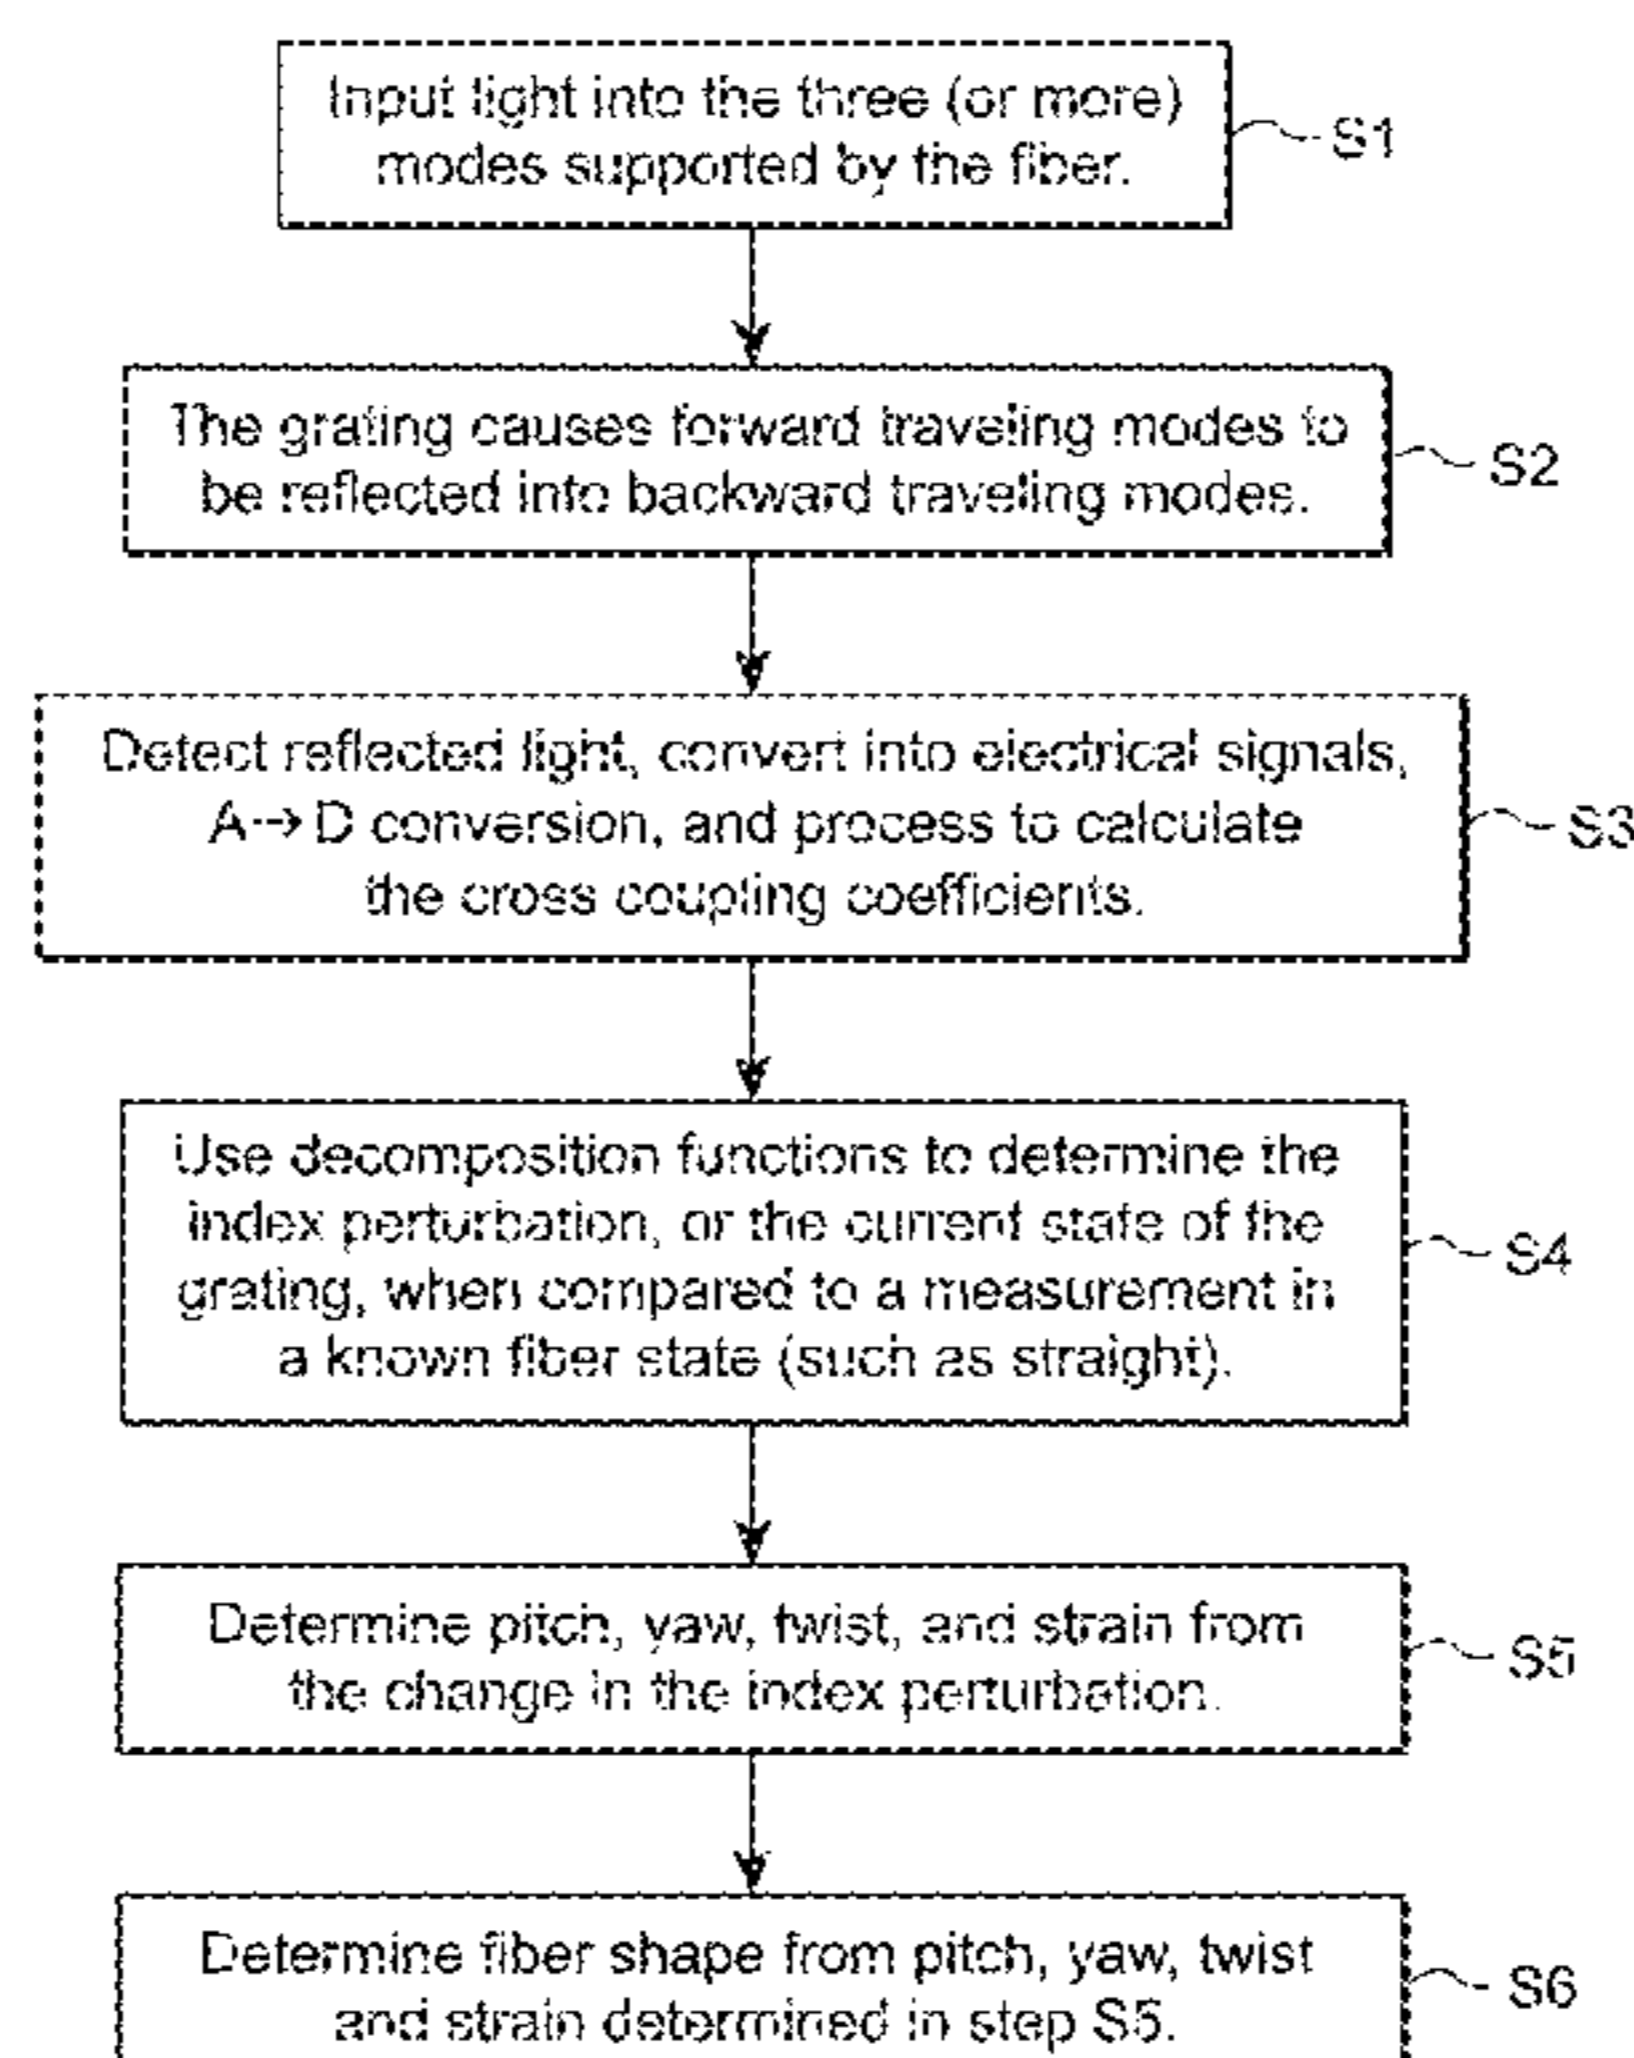 Input light into the three (or more)
modes supported by the fiber.
S1
The grating causes forward traveling modes to
be reflected into backward traveling modes.
S2
Detect reflected light, convert into electrical signals,
A→D conversion, and process to calculate
the cross coupling coefficients.
S3
Use decomposition functions to determine the
index perturbation, or the current state of the
grating, when compared to a measurement in
a known fiber state (such as straight).
S4
Determine pitch, yaw, twist, and strain from
the change in the index perturbation.
S5
Determine fiber shape from pitch, yaw, twist
and strain determined in step S5.
S6